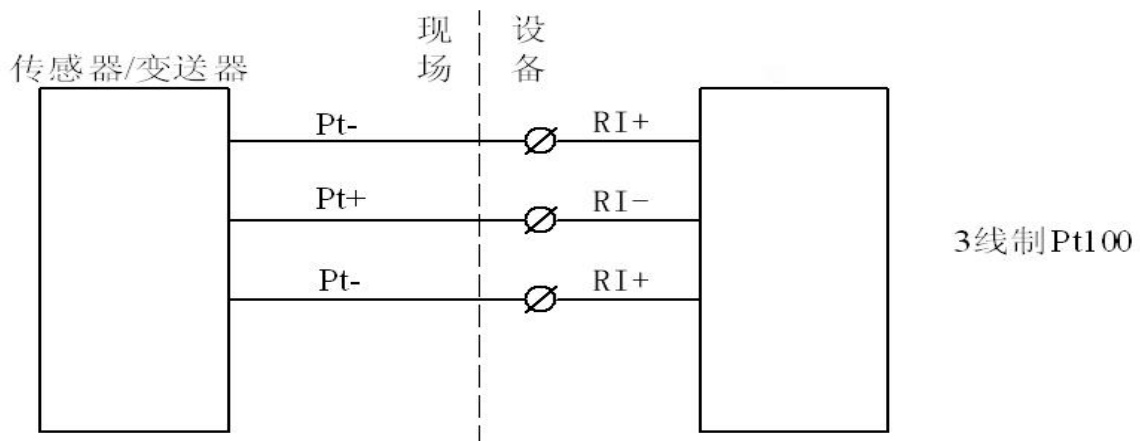 现场
设备
传感器/变送器
Pt-
RI+
Pt+
RI-
3线制Pt100
Pt-
RI+